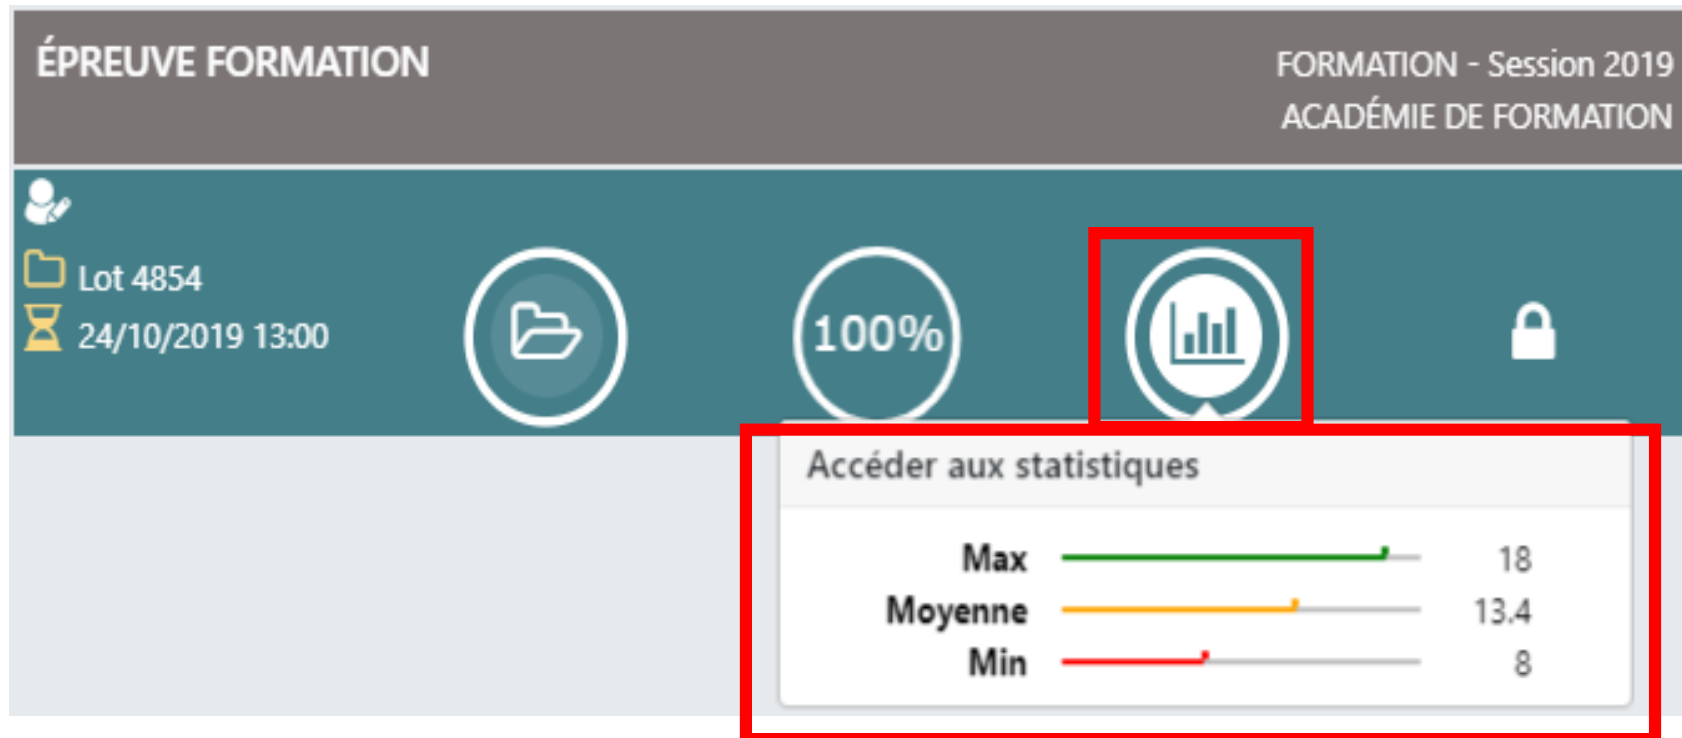 ÉPREUVE FORMATION
FORMATION - Session 2019
ACADÉMIE DE FORMATION
Lot 4854
24/10/2019 13:00
100%
Accéder aux statistiques
Max 18
Moyenne 13.4
Min 8